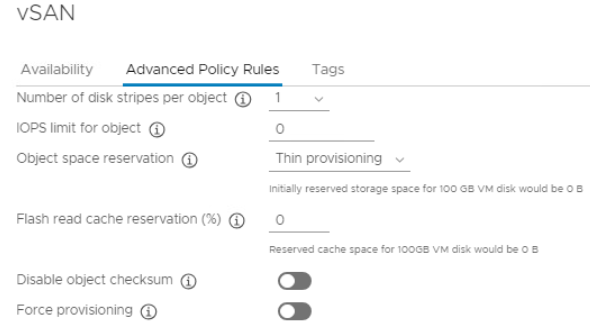 vSAN
Availability Advanced Policy Rules Tags
Number of disk stripes per object 1
IOPS limit for object 0
Object space reservation Thin provisioning
Initially reserved storage space for 100 GB VM disk would be 0 B
Flash read cache reservation (%) 0
Reserved cache space for 100GB VM disk would be 0 B
Disable object checksum
Force provisioning